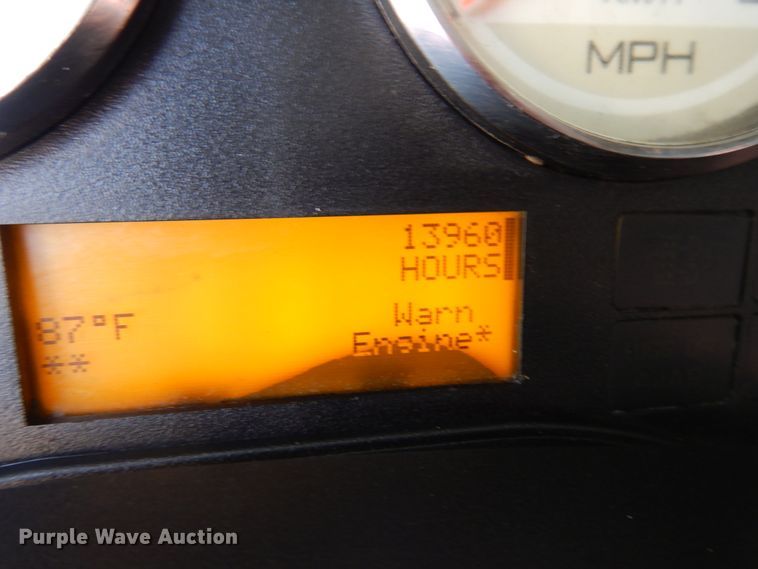 MPH
13960
HOURS
87°F
Warn
**
Engine*
Purple Wave Auction